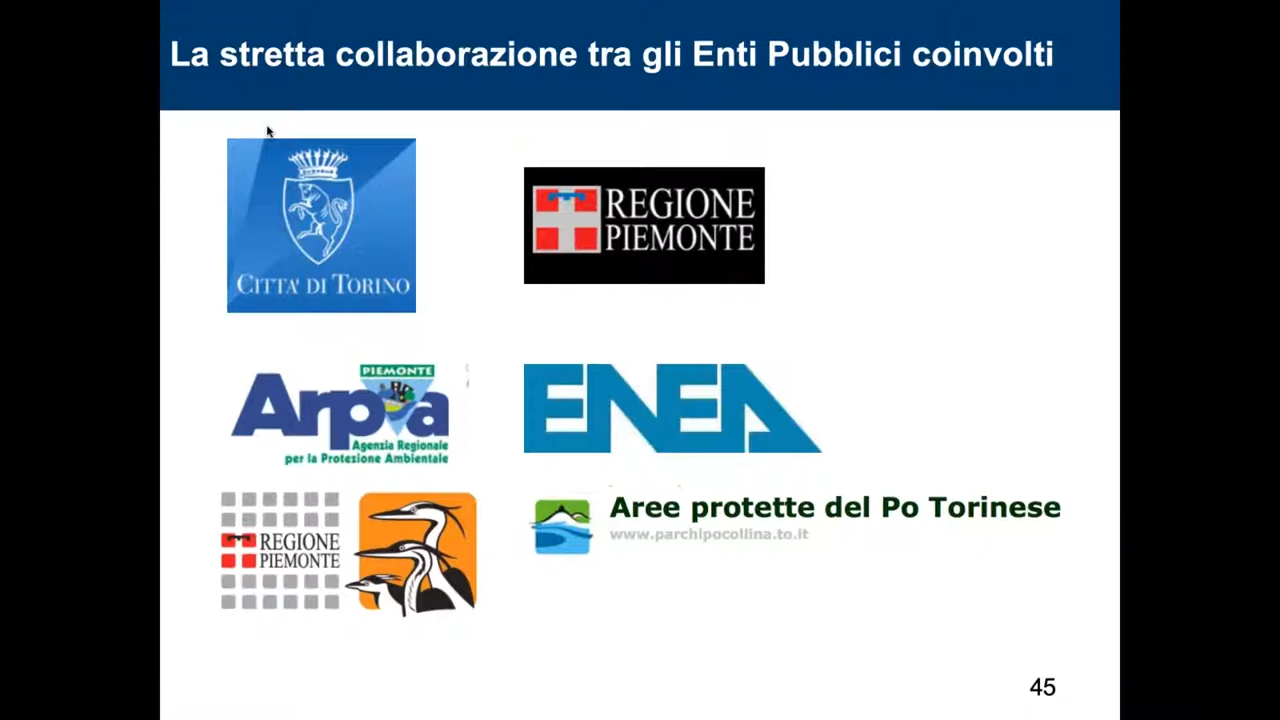 La stretta collaborazione tra gli Enti Pubblici coinvolti
CITTA' DI TORINO
REGIONE
PIEMONTE
PIEMONTE
Arpa
Agenzia Regionale
per la Protezione Ambientale
ENEA
REGIONE
PIEMONTE
Aree protette del Po Torinese
www.parchipocollina.to.it
45